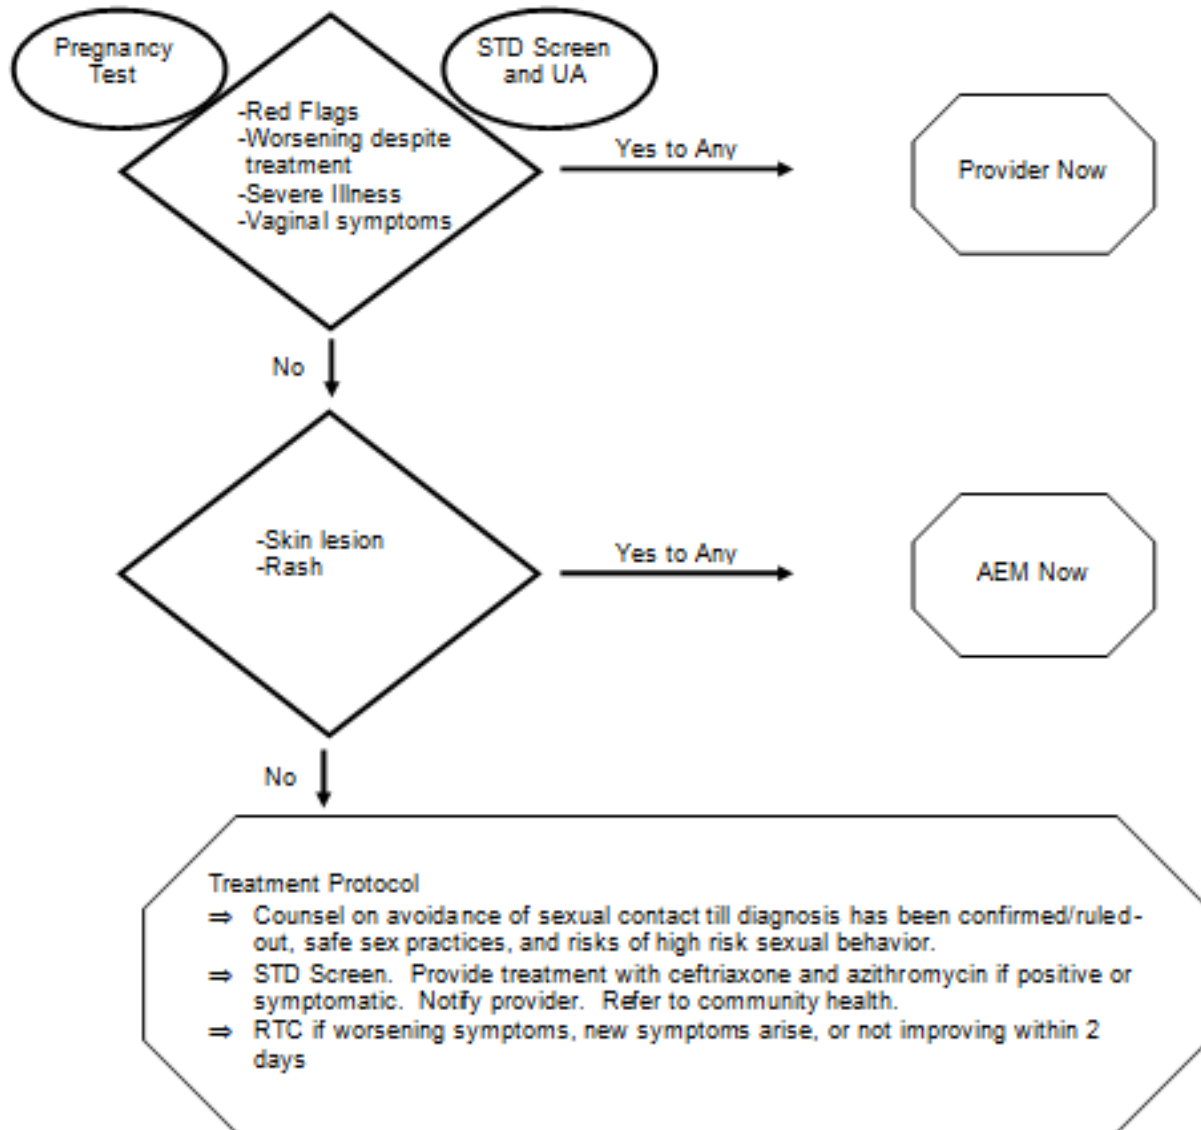 Pregnancy
Test
STD Screen
and UA
-Red Flags
-Worsening despite
treatment
-Severe Illness
-Vaginal symptoms
Yes to Any
Provider Now
No
-Skin lesion
-Rash
Yes to Any
AEM Now
No
Treatment Protocol
⇒ Counsel on avoidance of sexual contact till diagnosis has been confirmed/ruled-
out, safe sex practices, and risks of high risk sexual behavior.
⇒ STD Screen. Provide treatment with ceftriaxone and azithromycin if positive or
symptomatic. Notify provider. Refer to community health.
⇒ RTC if worsening symptoms, new symptoms arise, or not improving within 2
days